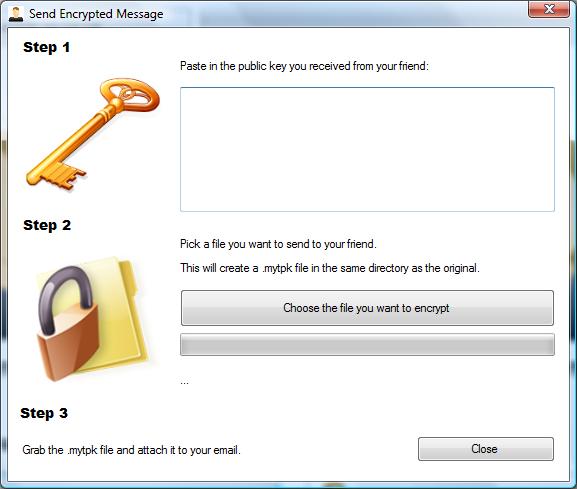 Send Encrypted Message
Step 1
Paste in the public key you received from your friend:
Step 2
Pick a file you want to send to your friend.
This will create a .mytpk file in the same directory as the original.
Choose the file you want to encrypt
...
Step 3
Grab the .mytpk file and attach it to your email.
Close